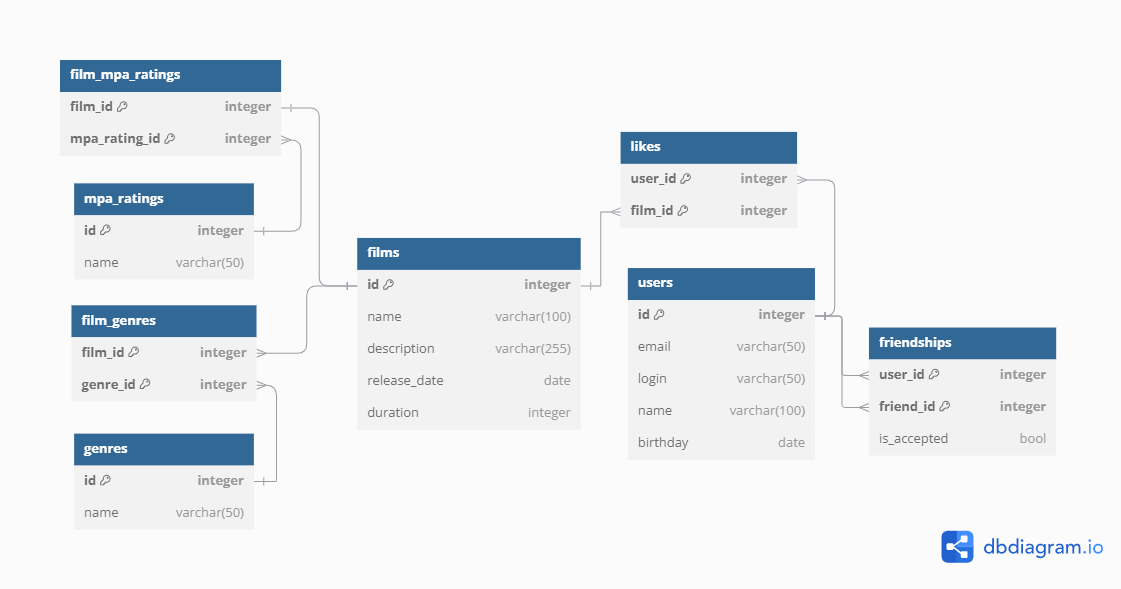 film_mpa_ratings
film_id integer
mpa_rating_id integer
mpa_ratings
id integer
name varchar(50)
film_genres
film_id integer
genre_id integer
genres
id integer
name varchar(50)
films
id integer
name varchar(100)
description varchar(255)
release_date date
duration integer
likes
user_id integer
film_id integer
users
id integer
email varchar(50)
login varchar(50)
name varchar(100)
birthday date
friendships
user_id integer
friend_id integer
is_accepted bool
dbdiagram.io